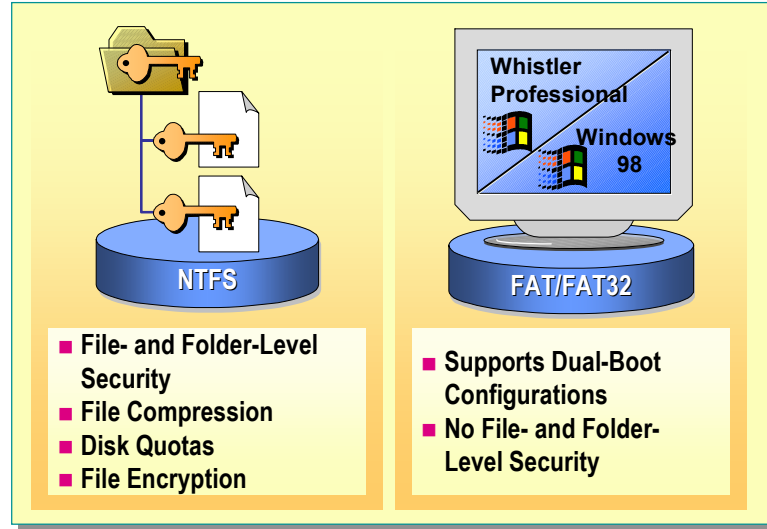 NTFS
File- and Folder-Level
Security
File Compression
Disk Quotas
File Encryption
Whistler
Professional
Windows
98
FAT/FAT32
Supports Dual-Boot
Configurations
No File- and Folder-
Level Security